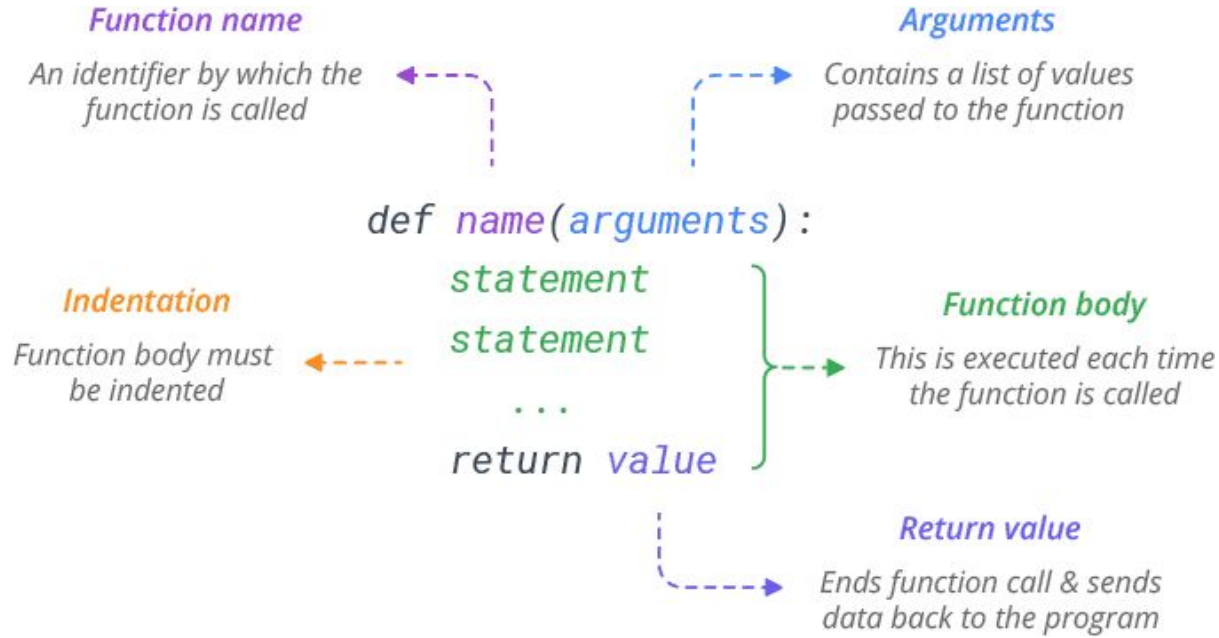 Function name
An identifier by which the
function is called
Arguments
Contains a list of values
passed to the function
def name(arguments):
statement
statement
...
return value
Indentation
Function body must
be indented
Function body
This is executed each time
the function is called
Return value
Ends function call & sends
data back to the program